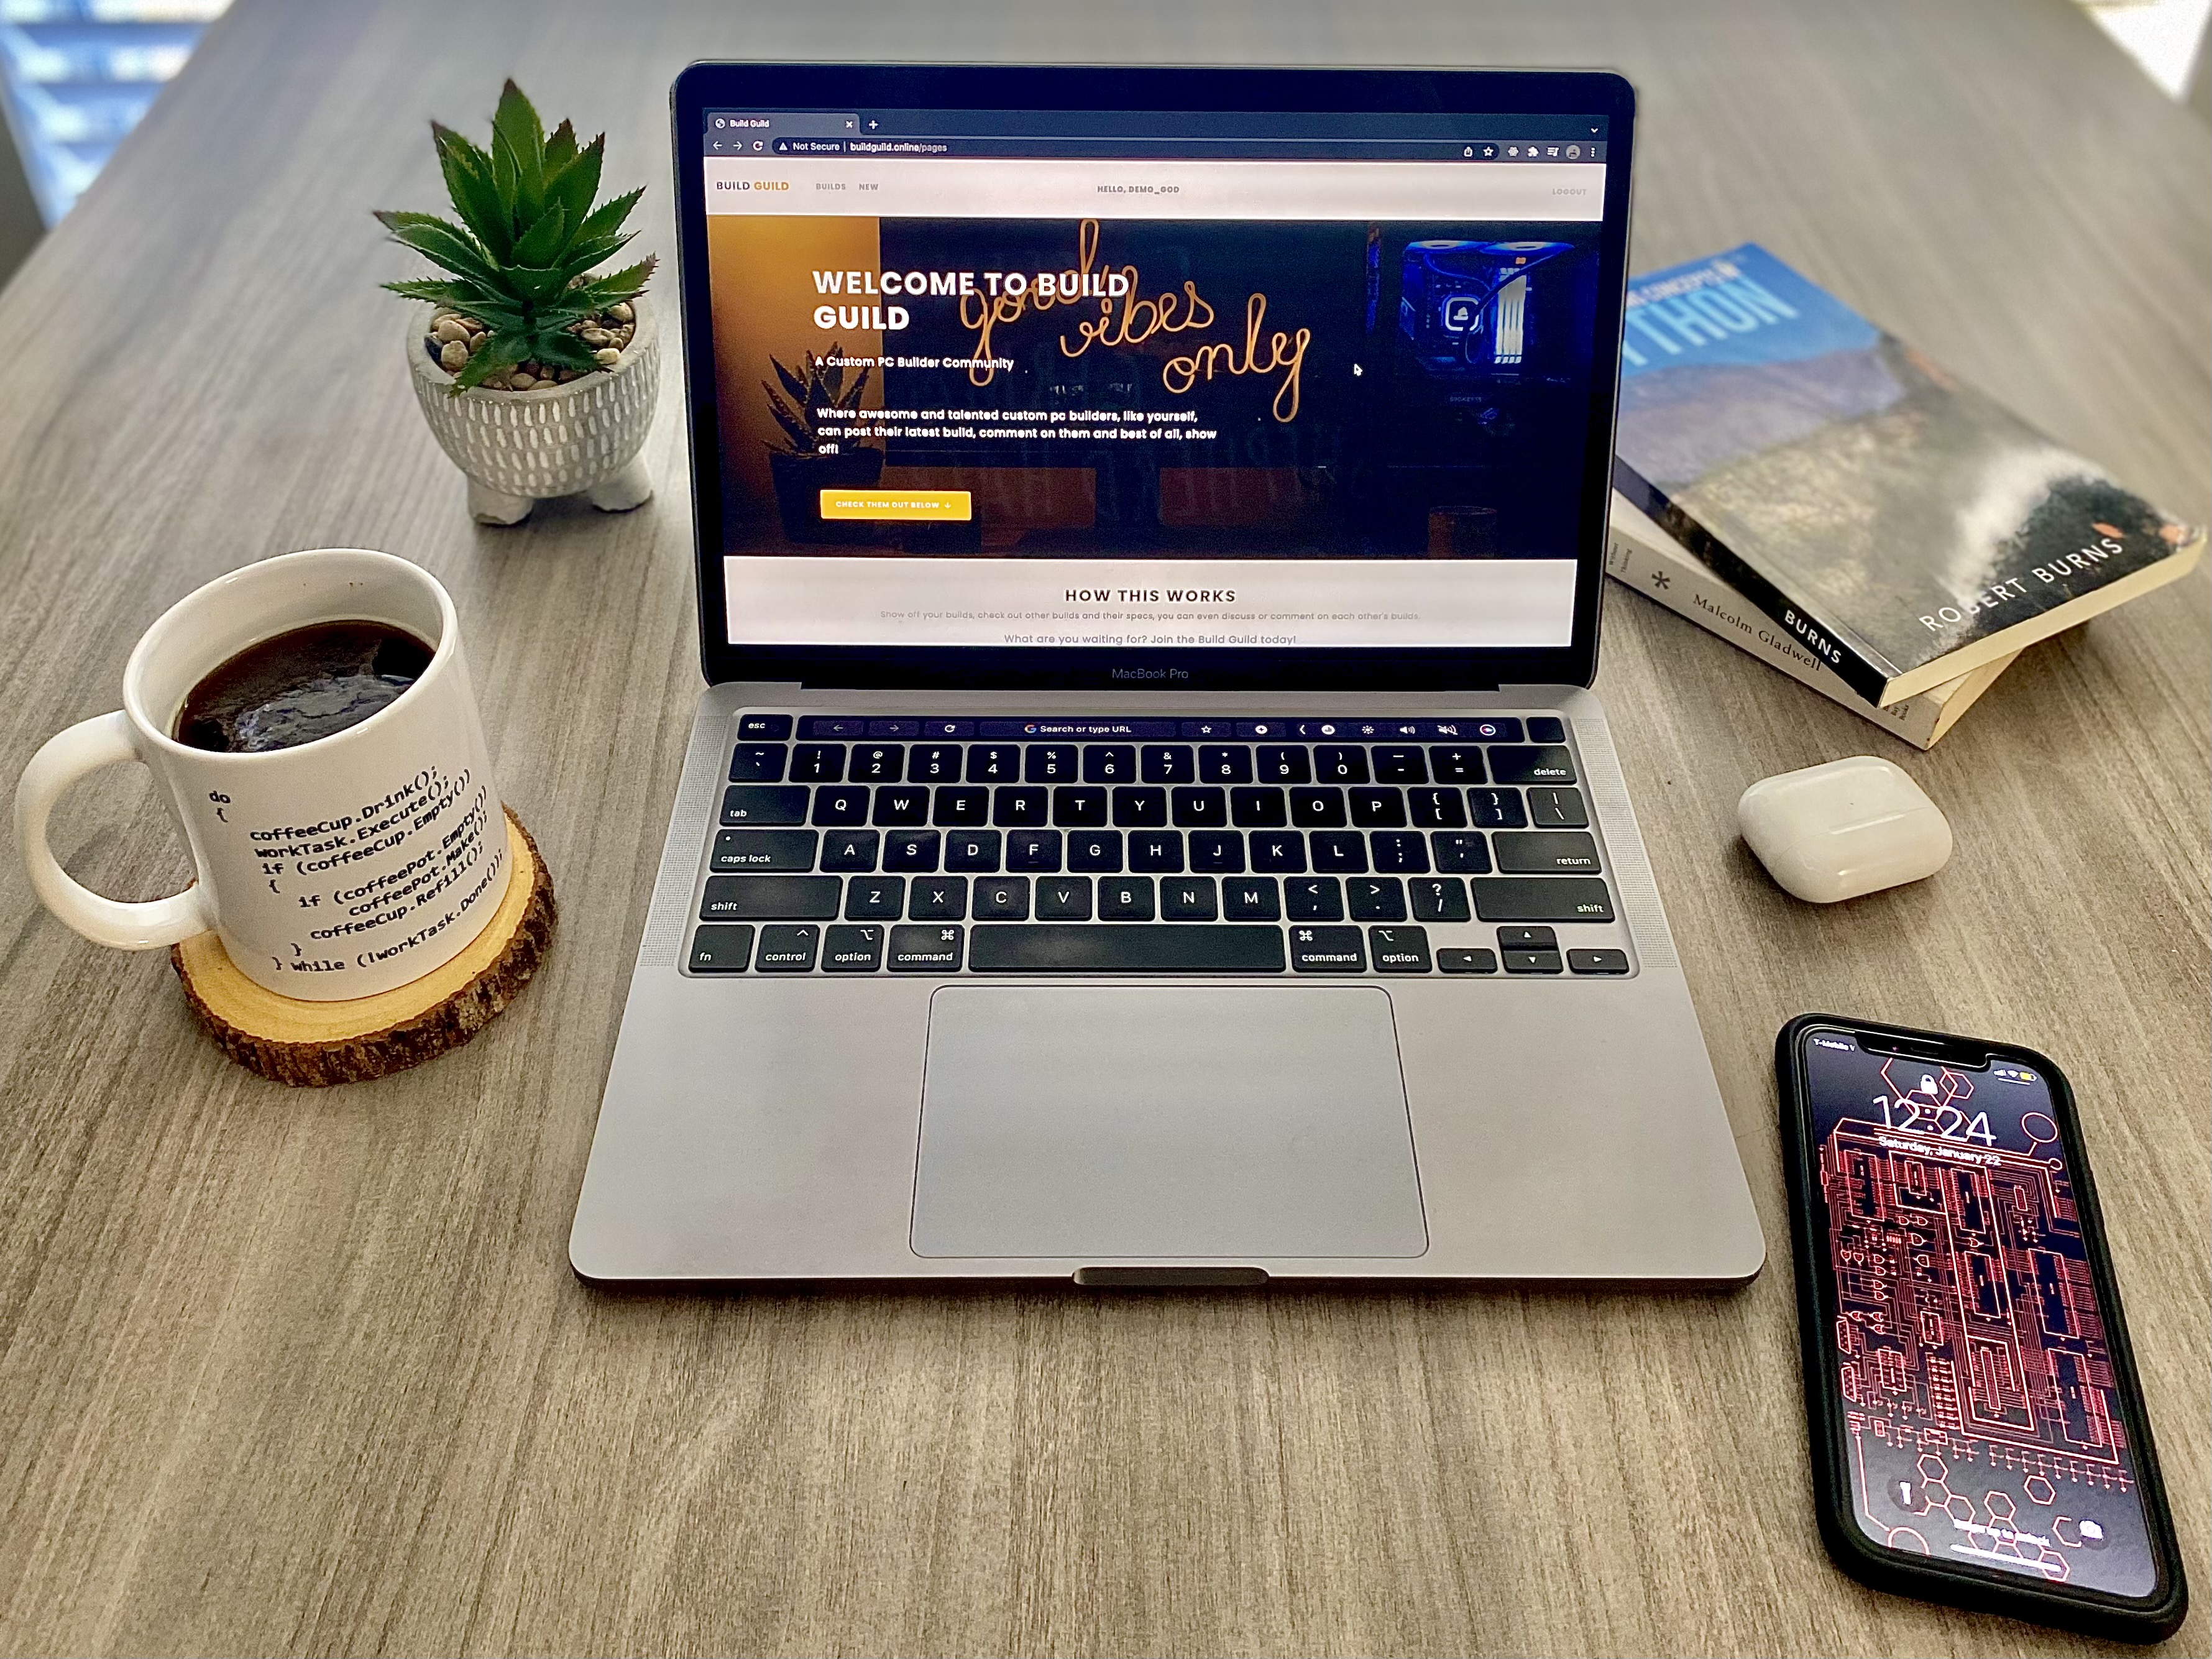 Build Guild
Not Secure | buildguild.online/pages
BUILD GUILD BUILDS NEW HELLO, DEMO_GOD LOGOUT
good vibes only
WELCOME TO BUILD
GUILD
A Custom PC Builder Community
Where awesome and talented custom pc builders, like yourself,
can post their latest build, comment on them and best of all, show
off!
CHECK THEM OUT BELOW
HOW THIS WORKS
Show off your builds, check out other builds and their specs, you can even discuss or comment on each other's builds.
What are you waiting for? Join the Build Guild today!
MacBook Pro
esc Search or type URL
~ ` ! 1 @ 2 # 3 $ 4 % 5 ^ 6 & 7 * 8 ( 9 ) 0 — - + = delete
tab Q W E R T Y U I O P { [ } ] | \
caps lock A S D F G H J K L : ; " ' return
shift Z X C V B N M < , > . ? / shift
fn control option command command option
do
{
coffeeCup.Drink();
workTask.Execute();
if (coffeeCup.Empty())
{
if (coffeePot.Empty())
coffeePot.Make();
coffeeCup.Refill();
}
} while (!workTask.Done());
THON
ROBERT BURNS
BURNS
Malcolm Gladwell
T-Mobile
12:24
Saturday, January 22